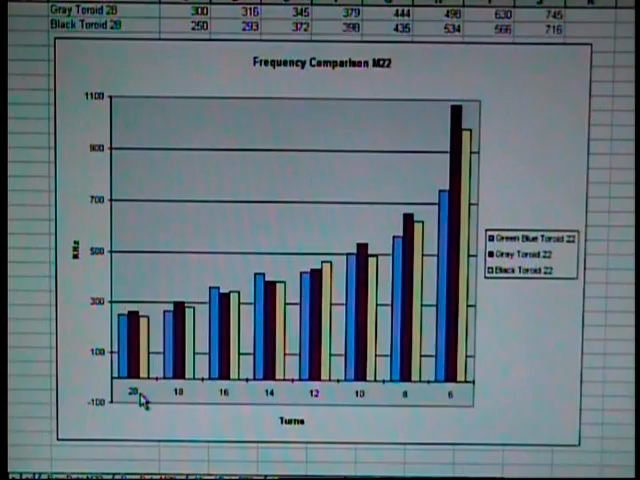 Gray Toroid 28 300 316 345 379 444 498 630 745
Black Toroid 28 250 293 372 398 435 534 566 716
Frequency Comparison M22
1100
900
700
500
300
100
-100
KHz
20 18 16 14 12 10 8 6
Turns
Green Blue Toroid 22
Gray Toroid 22
Black Toroid 22